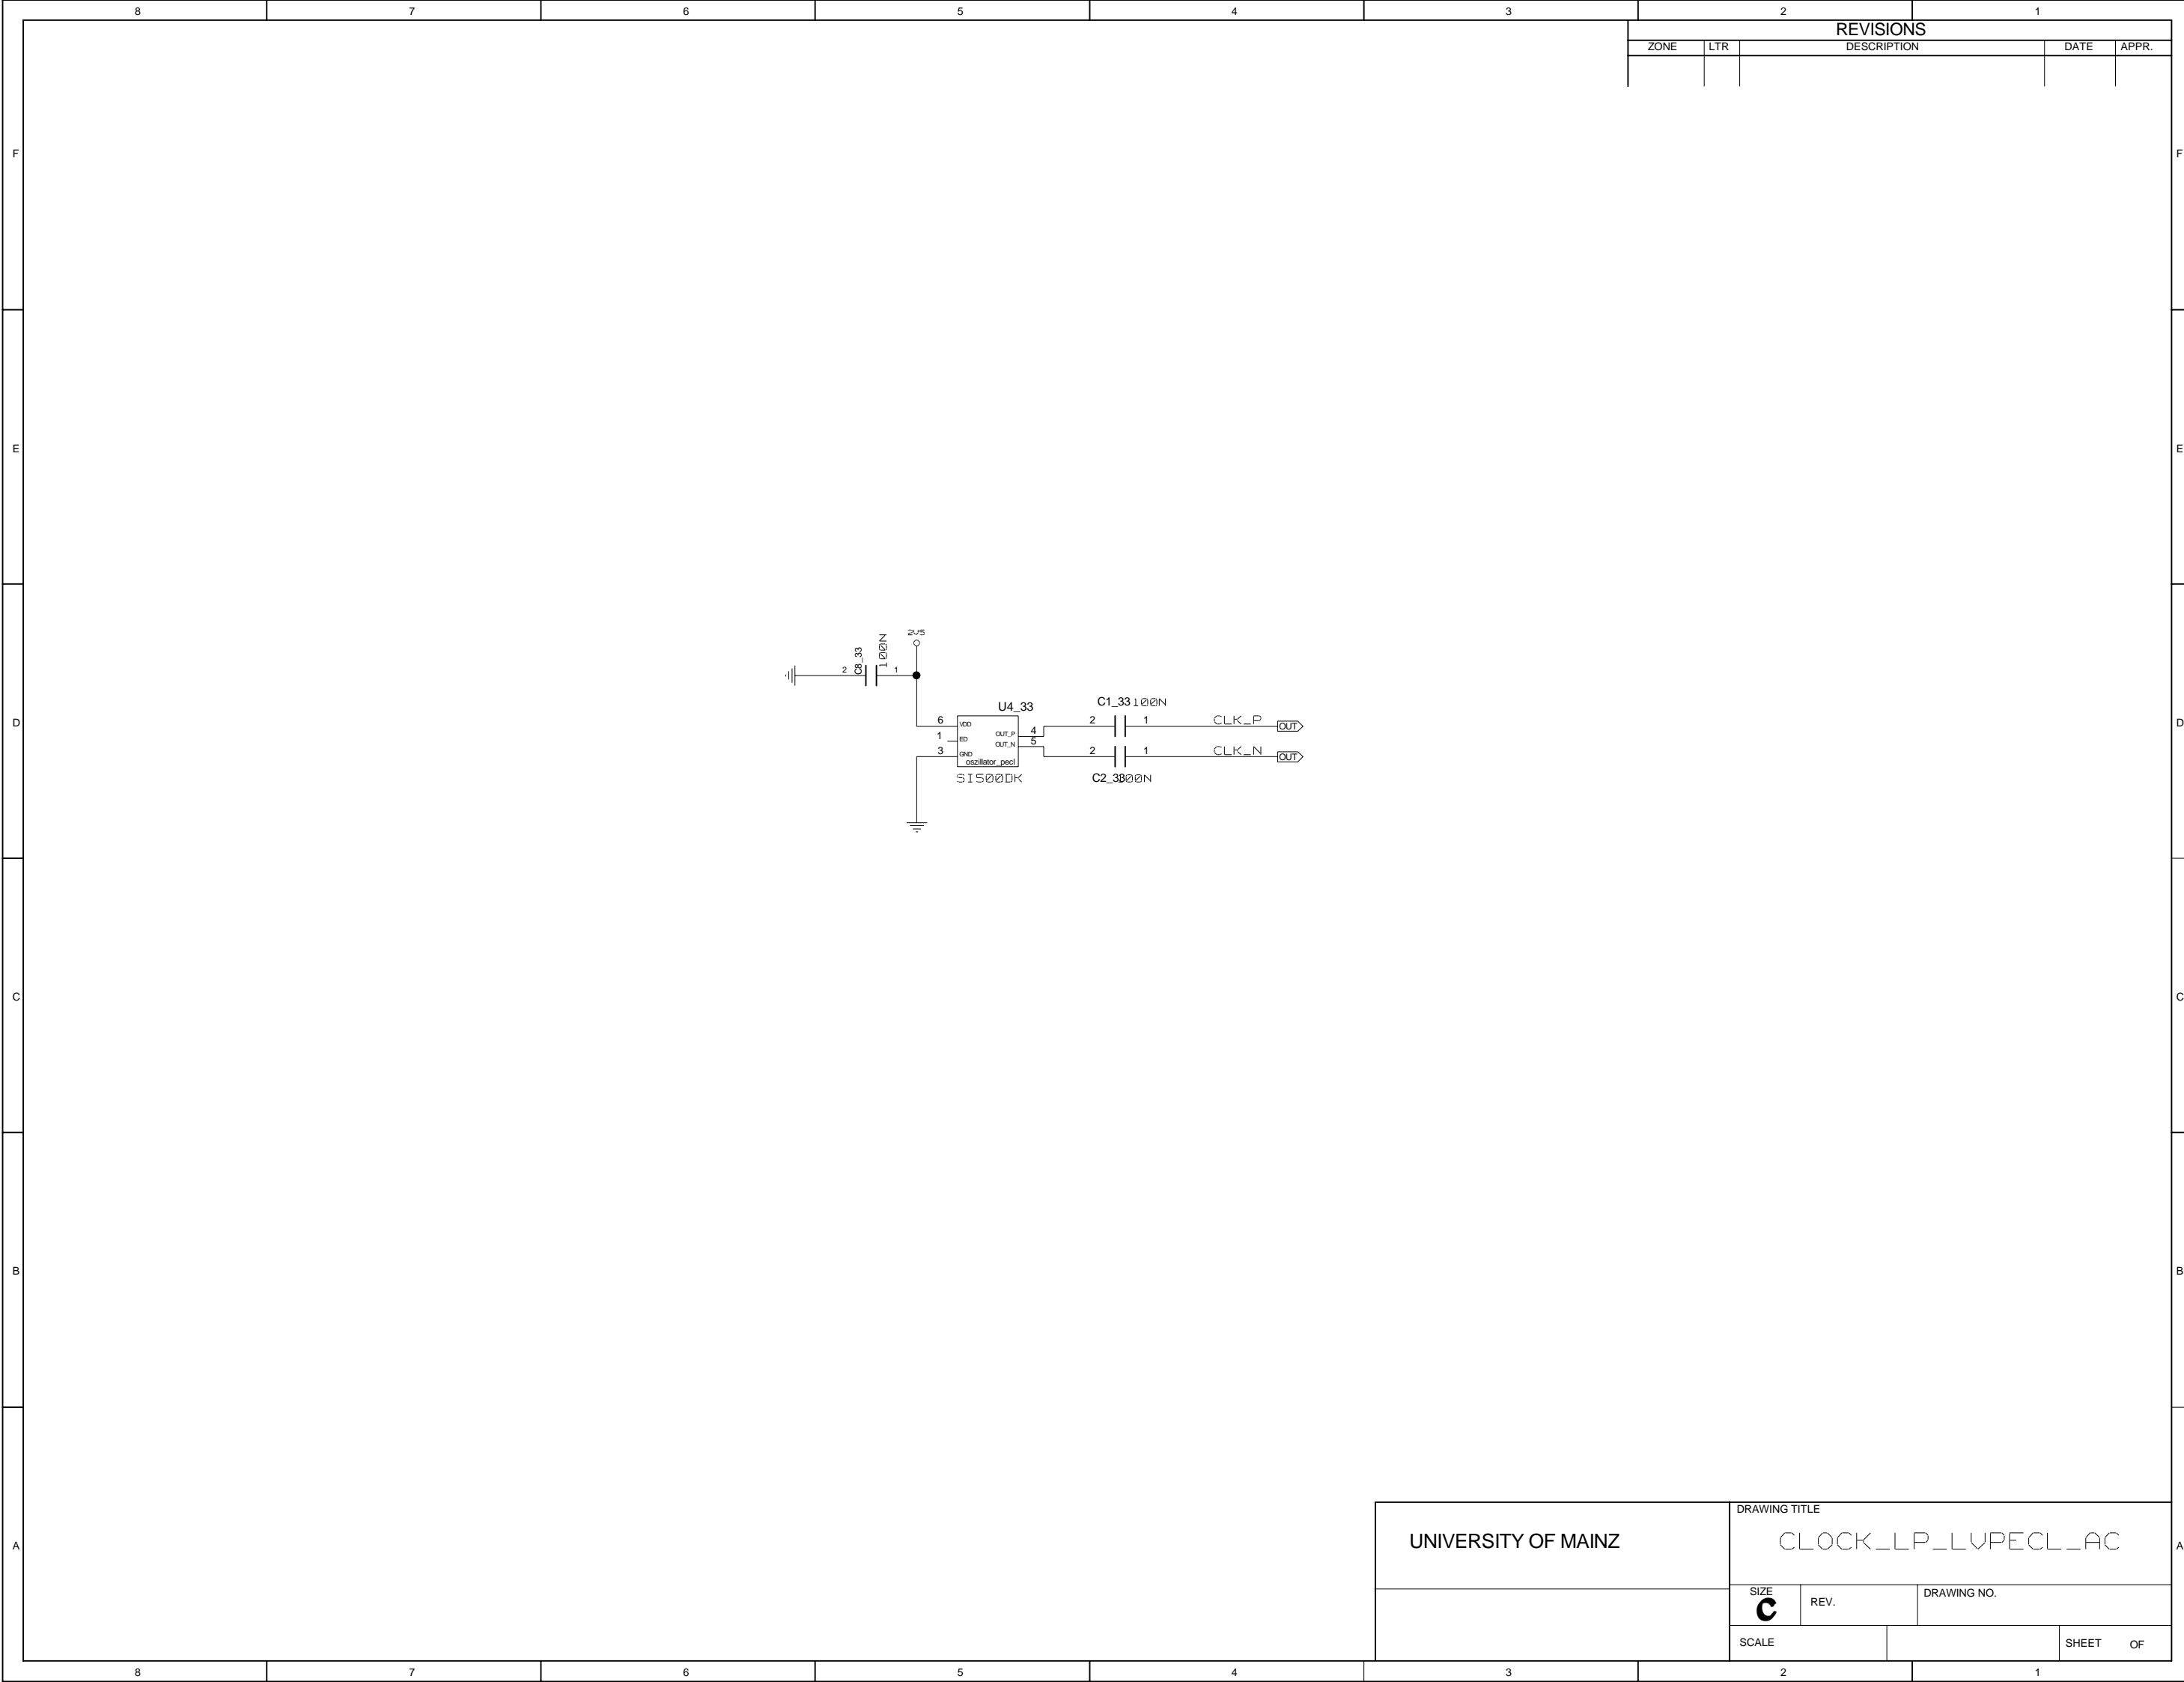 8 7 6 5 4 3 2 1
REVISIONS
ZONE LTR DESCRIPTION DATE APPR.
F F
E E
2V5
C8_33 100N
2 1
U4_33 C1_33 100N
6 VDD 2 1 CLK_P OUT
D D
OUT_P 4
1 ED
OUT_N 5
3 GND 2 1 CLK_N OUT
oszillator_pecl
SI500DK C2_33 100N
C C
B B
DRAWING TITLE
UNIVERSITY OF MAINZ CLOCK_LP_LVPECL_AC
A A
SIZE C REV. DRAWING NO.
SCALE SHEET OF
8 7 6 5 4 3 2 1